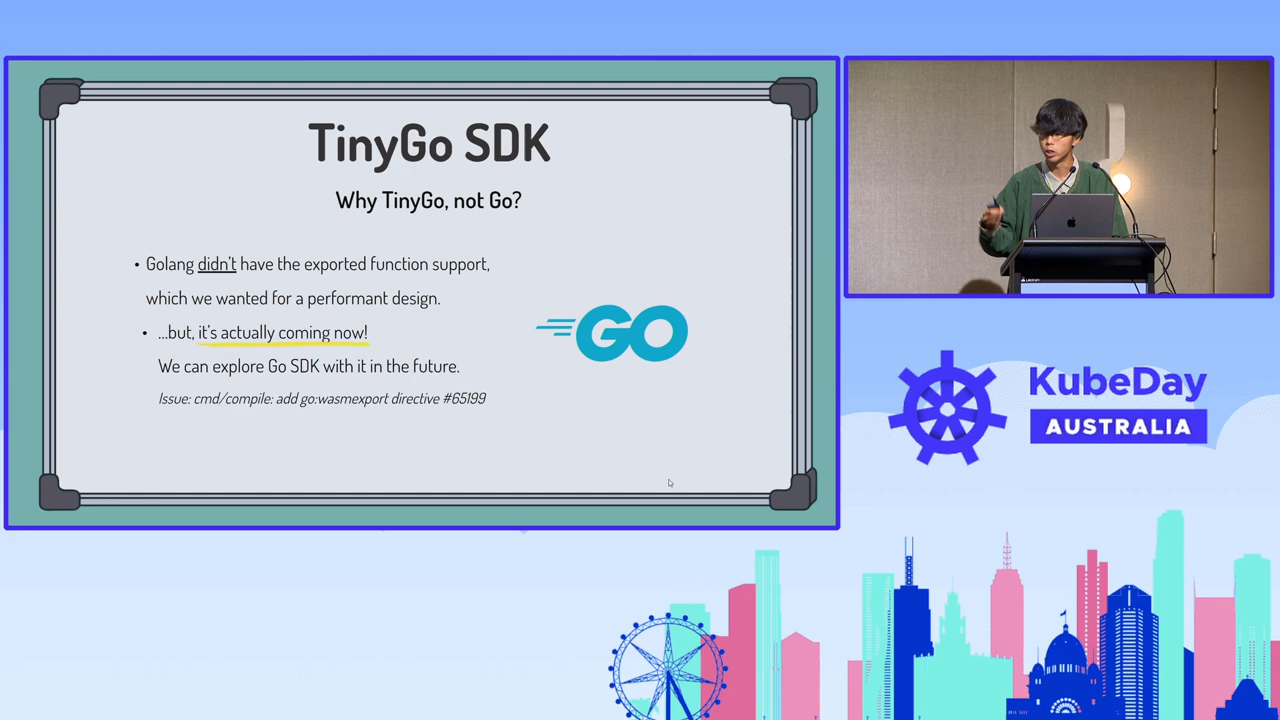 TinyGo SDK
Why TinyGo, not Go?
• Golang didn't have the exported function support,
which we wanted for a performant design.
• ...but, it's actually coming now!
We can explore Go SDK with it in the future.
Issue: cmd/compile: add go:wasmexport directive #65199
GO
KubeDay
AUSTRALIA